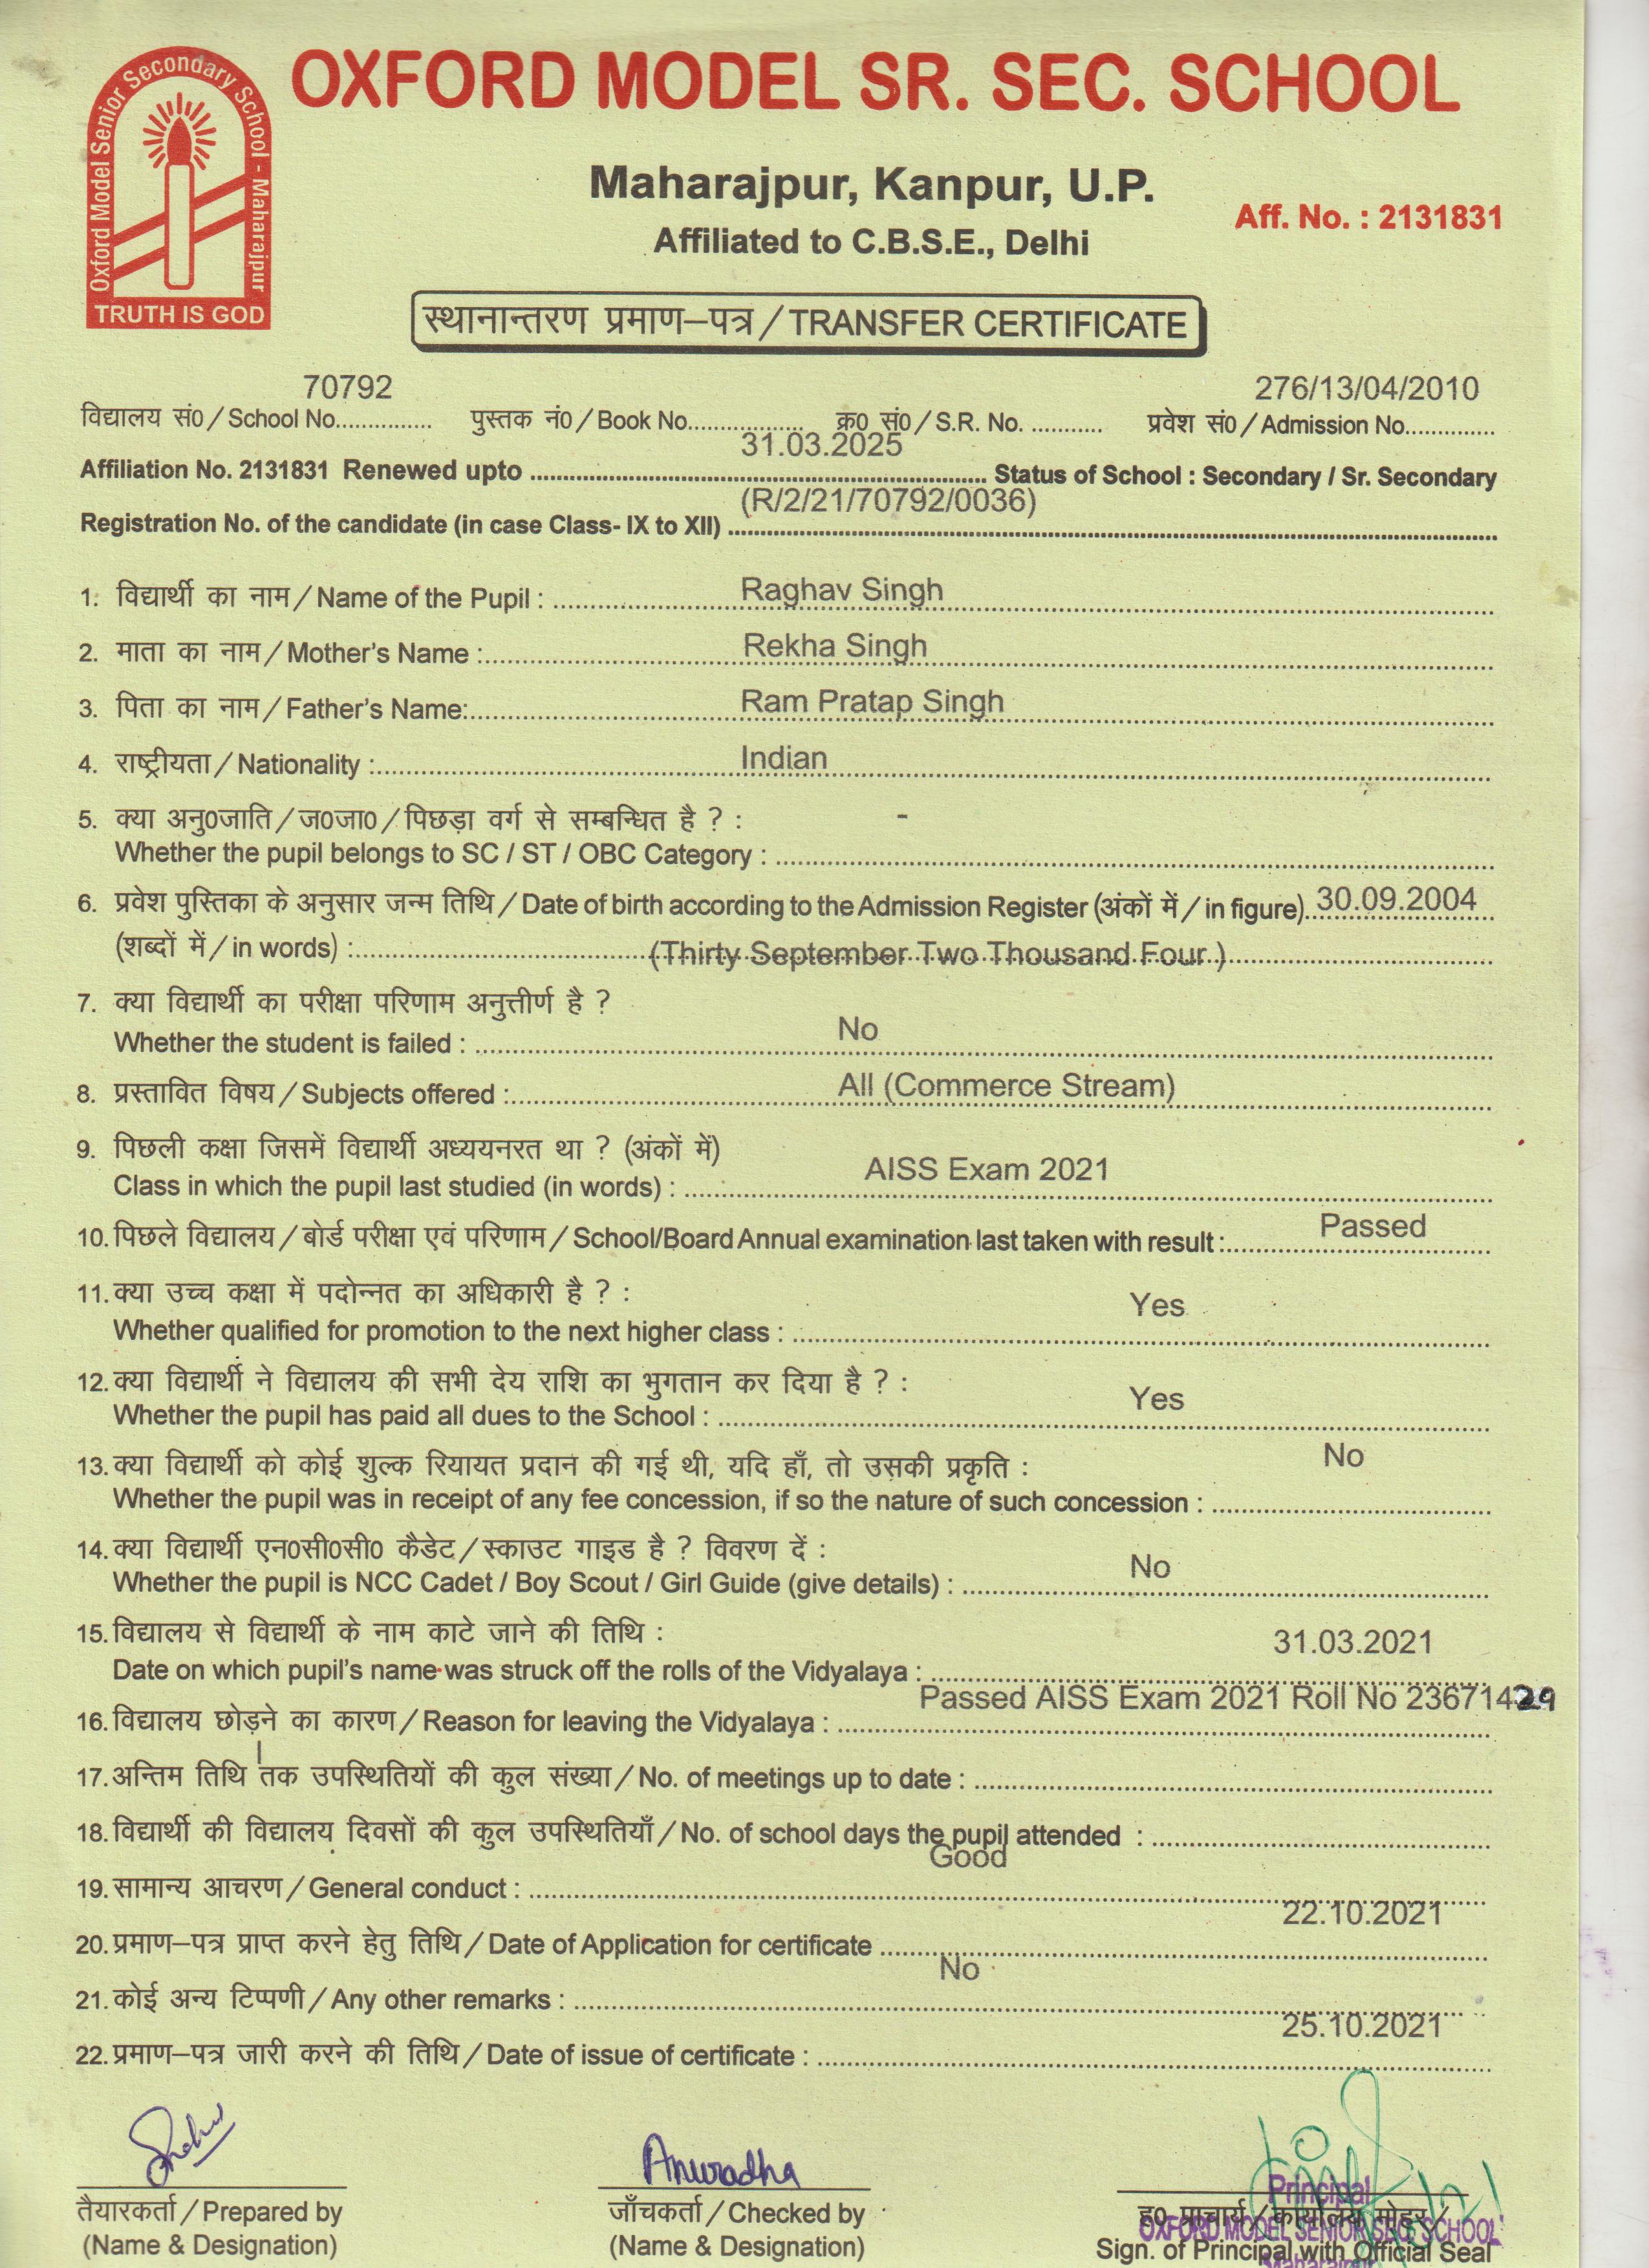 Oxford Model Senior Secondary School - Maharajpur
TRUTH IS GOD
OXFORD MODEL SR. SEC. SCHOOL
Maharajpur, Kanpur, U.P.
Aff. No. : 2131831
Affiliated to C.B.S.E., Delhi
स्थानान्तरण प्रमाण–पत्र / TRANSFER CERTIFICATE
70792 276/13/04/2010
विद्यालय सं0 / School No............... पुस्तक नं0 / Book No................... क्र0 सं0 / S.R. No. ............ प्रवेश सं0 / Admission No..............
31.03.2025
Affiliation No. 2131831 Renewed upto .......................................... Status of School : Secondary / Sr. Secondary
(R/2/21/70792/0036)
Registration No. of the candidate (in case Class- IX to XII) ..........................................
1. विद्यार्थी का नाम / Name of the Pupil : .................... Raghav Singh
2. माता का नाम / Mother's Name :.................... Rekha Singh
3. पिता का नाम / Father's Name:.................... Ram Pratap Singh
4. राष्ट्रीयता / Nationality :.................... Indian
5. क्या अनु0जाति / ज0जा0 / पिछड़ा वर्ग से सम्बन्धित है ? : -
Whether the pupil belongs to SC / ST / OBC Category : ....................
6. प्रवेश पुस्तिका के अनुसार जन्म तिथि / Date of birth according to the Admission Register (अंकों में / in figure).. 30.09.2004
(शब्दों में / in words) :.................... (Thirty September Two Thousand Four )
7. क्या विद्यार्थी का परीक्षा परिणाम अनुत्तीर्ण है ?
Whether the student is failed : .................... No
8. प्रस्तावित विषय / Subjects offered :.................... All (Commerce Stream)
9. पिछली कक्षा जिसमें विद्यार्थी अध्ययनरत था ? (अंकों में)
Class in which the pupil last studied (in words) : .................... AISS Exam 2021
10. पिछले विद्यालय / बोर्ड परीक्षा एवं परिणाम / School/Board Annual examination last taken with result :.......... Passed
11. क्या उच्च कक्षा में पदोन्नत का अधिकारी है ? :
Whether qualified for promotion to the next higher class : .................... Yes
12. क्या विद्यार्थी ने विद्यालय की सभी देय राशि का भुगतान कर दिया है ? :
Whether the pupil has paid all dues to the School : .................... Yes
13. क्या विद्यार्थी को कोई शुल्क रियायत प्रदान की गई थी, यदि हाँ, तो उसकी प्रकृति : No
Whether the pupil was in receipt of any fee concession, if so the nature of such concession : ....................
14. क्या विद्यार्थी एन0सी0सी0 कैडेट / स्काउट गाइड है ? विवरण दें :
Whether the pupil is NCC Cadet / Boy Scout / Girl Guide (give details) : .................... No
15. विद्यालय से विद्यार्थी के नाम काटे जाने की तिथि : 31.03.2021
Date on which pupil's name was struck off the rolls of the Vidyalaya : ....................
Passed AISS Exam 2021 Roll No 23671429
16. विद्यालय छोड़ने का कारण / Reason for leaving the Vidyalaya : ....................
17. अन्तिम तिथि तक उपस्थितियों की कुल संख्या / No. of meetings up to date : ....................
18. विद्यार्थी की विद्यालय दिवसों की कुल उपस्थितियाँ / No. of school days the pupil attended : ....................
Good
19. सामान्य आचरण / General conduct : ....................
22.10.2021
20. प्रमाण–पत्र प्राप्त करने हेतु तिथि / Date of Application for certificate ....................
No
21. कोई अन्य टिप्पणी / Any other remarks : ....................
25.10.2021
22. प्रमाण–पत्र जारी करने की तिथि / Date of issue of certificate : ....................
Anuradha
Principal
तैयारकर्ता / Prepared by जाँचकर्ता / Checked by ह0 प्राचार्य / कार्यालय मोहर /
OXFORD MODEL SENIOR SEC. SCHOOL
(Name & Designation) (Name & Designation) Sign. of Principal with Official Seal
Maharajpur